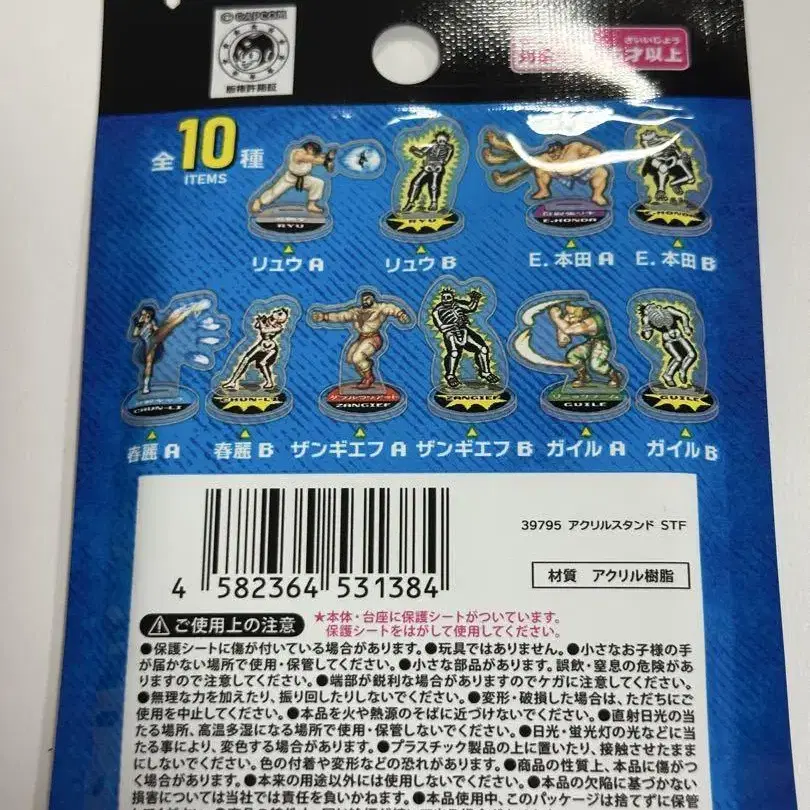 © CAPCOM
版権許諾証
さいいじょう
才以上
全10種
ITEMS
RYU
RYU
E.HONDA
E.HONDA
リュウ A
リュウ B
E. 本田 A
E. 本田 B
CHUN-LI
CHUN-LI
ダブルラリアット
ZANGIEF
ZANGIEF
GUILE
GUILE
春麗 A
春麗 B
ザンギエフ A
ザンギエフ B
ガイル A
ガイル B
39795 アクリルスタンド STF
材質 アクリル樹脂
4 582364 531384
ご使用上の注意
★本体・台座に保護シートがついています。
保護シートをはがして使用してください。
●保護シートに傷が付いている場合があります。●玩具ではありません。●小さなお子様の手
が届かない場所で使用・保管してください。●小さな部品があります。誤飲・窒息の危険があり
ますので注意してください。●端部が鋭利な場合がありますのでケガに注意してください。
●無理な力を加えたり、振り回したりしないでください。●変形・破損した場合は、ただちにご
使用を中止してください。●本品を火や熱源のそばに近づけないでください。●直射日光の当
たる場所、高温多湿になる場所で使用・保管しないでください。●日光・蛍光灯の光などに当
たる事により、変色する場合があります。●プラスチック製品の上に置いたり、接触させたまま
にしないでください。色の付着や変形などの恐れがあります。●商品の性質上、本品に傷がつ
く場合があります。●本来の用途以外には使用しないでください。●本品の欠陥に基づかない
損害については当社では責任を負いかねます。●本品使用中、このパッケージは捨てずに保管